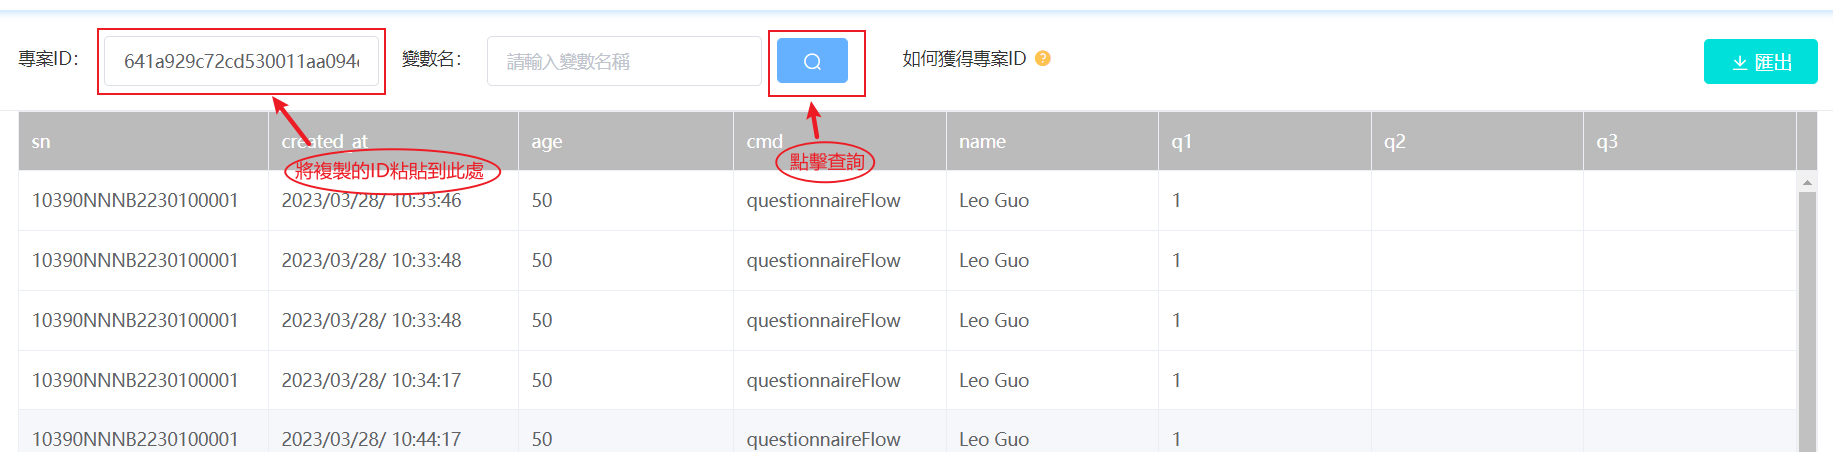 專案ID：
641a929c72cd530011aa094
變數名：
請輸入變數名稱
如何獲得專案ID
?
匯出
sn created_at age cmd name q1 q2 q3
將複製的ID粘貼到此處
點擊查詢
10390NNNB2230100001 2023/03/28/ 10:33:46 50 questionnaireFlow Leo Guo 1
10390NNNB2230100001 2023/03/28/ 10:33:48 50 questionnaireFlow Leo Guo 1
10390NNNB2230100001 2023/03/28/ 10:33:48 50 questionnaireFlow Leo Guo 1
10390NNNB2230100001 2023/03/28/ 10:34:17 50 questionnaireFlow Leo Guo 1
10390NNNB2230100001 2023/03/28/ 10:44:17 50 questionnaireFlow Leo Guo 1